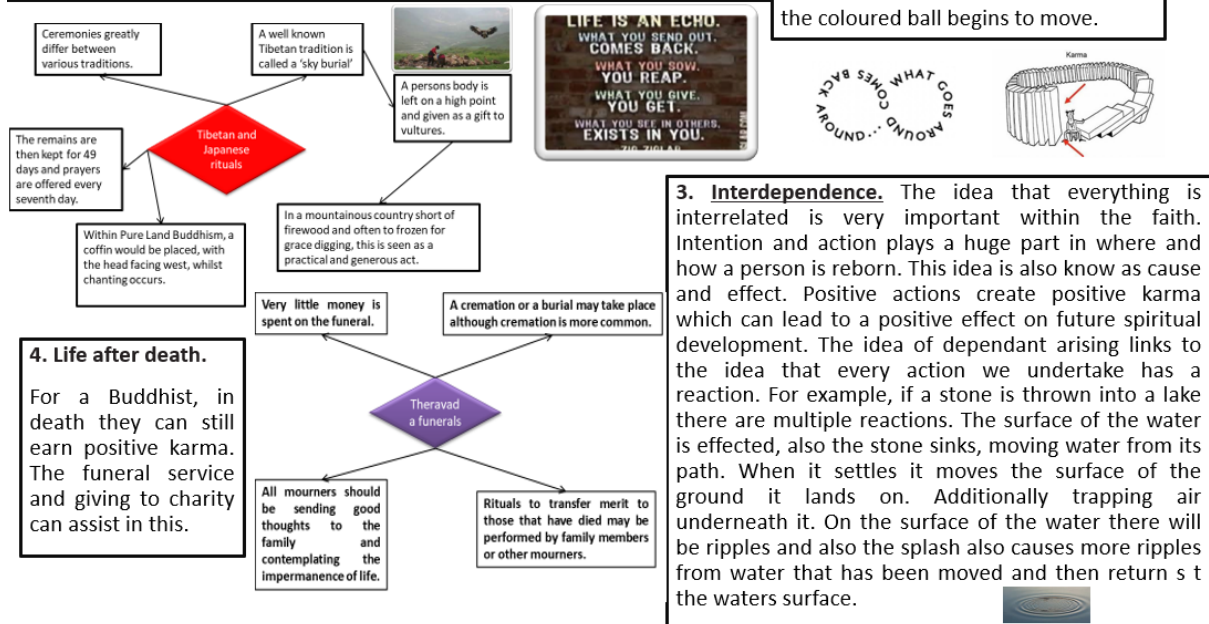 the coloured ball begins to move.
Ceremonies greatly
differ between
various traditions.
A well known
Tibetan tradition is
called a ‘sky burial’
A persons body is
left on a high point
and given as a gift to
vultures.
Tibetan and
Japanese
rituals
The remains are
then kept for 49
days and prayers
are offered every
seventh day.
Within Pure Land Buddhism, a
coffin would be placed, with
the head facing west, whilst
chanting occurs.
In a mountainous country short of
firewood and often to frozen for
grace digging, this is seen as a
practical and generous act.
LIFE IS AN ECHO.
WHAT YOU SEND OUT,
COMES BACK.
WHAT YOU SOW,
YOU REAP.
WHAT YOU GIVE,
YOU GET.
WHAT YOU SEE IN OTHERS,
EXISTS IN YOU.
ZIG ZIGLAR
WHAT GOES AROUND COMES BACK AROUND...
Karma
Very little money is
spent on the funeral.
A cremation or a burial may take place
although cremation is more common.
Theravad
a funerals
All mourners should
be sending good
thoughts to the
family and
contemplating the
impermanence of life.
Rituals to transfer merit to
those that have died may be
performed by family members
or other mourners.
4. Life after death.
For a Buddhist, in
death they can still
earn positive karma.
The funeral service
and giving to charity
can assist in this.
3. Interdependence. The idea that everything is
interrelated is very important within the faith.
Intention and action plays a huge part in where and
how a person is reborn. This idea is also know as cause
and effect. Positive actions create positive karma
which can lead to a positive effect on future spiritual
development. The idea of dependant arising links to
the idea that every action we undertake has a
reaction. For example, if a stone is thrown into a lake
there are multiple reactions. The surface of the water
is effected, also the stone sinks, moving water from its
path. When it settles it moves the surface of the
ground it lands on. Additionally trapping air
underneath it. On the surface of the water there will
be ripples and also the splash also causes more ripples
from water that has been moved and then return s t
the waters surface.